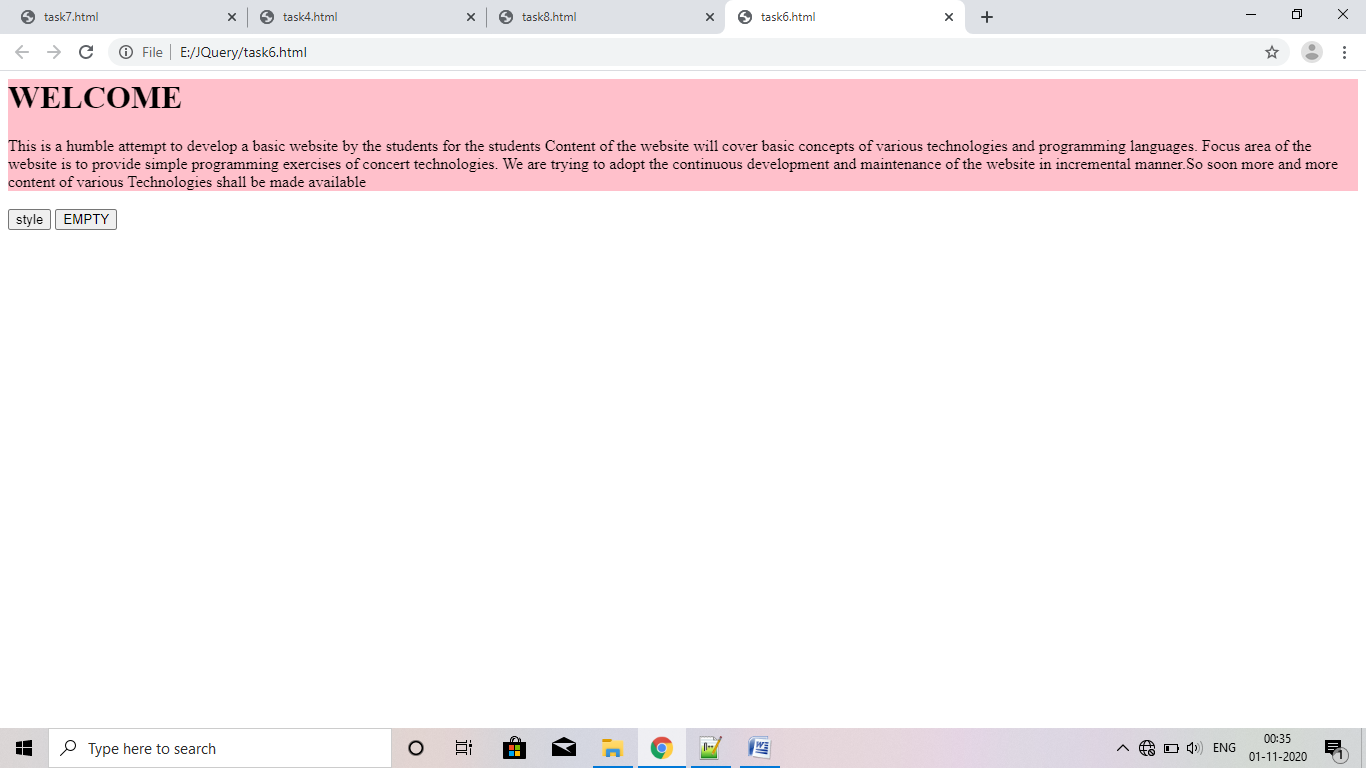 task7.html
task4.html
task8.html
task6.html
File
E:/JQuery/task6.html
WELCOME
This is a humble attempt to develop a basic website by the students for the students Content of the website will cover basic concepts of various technologies and programming languages. Focus area of the
website is to provide simple programming exercises of concert technologies. We are trying to adopt the continuous development and maintenance of the website in incremental manner.So soon more and more
content of various Technologies shall be made available
style EMPTY
Type here to search
ENG
00:35
01-11-2020
1